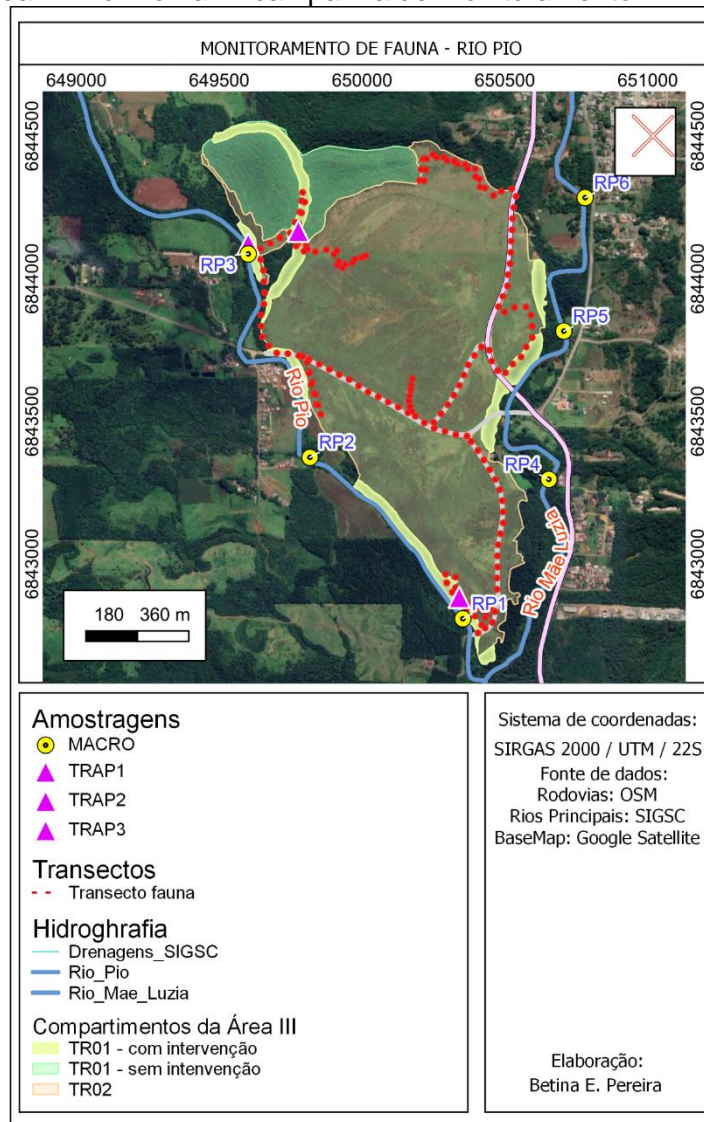 MONITORAMENTO DE FAUNA - RIO PIO
649000 649500 650000 650500 651000
6844500 6844500
6844000 6844000
6843500 6843500
6843000 6843000
RP6
RP3
RP5
Rio Pio
RP2
RP4
Rio Mãe Luzia
RP1
180 360 m
Amostragens
MACRO
TRAP1
TRAP2
TRAP3
Transectos
Transecto fauna
Hidroghrafia
Drenagens_SIGSC
Rio_Pio
Rio_Mae_Luzia
Compartimentos da Área III
TR01 - com intervenção
TR01 - sem intenvenção
TR02
Sistema de coordenadas:
SIRGAS 2000 / UTM / 22S
Fonte de dados:
Rodovias: OSM
Rios Principais: SIGSC
BaseMap: Google Satellite
Elaboração:
Betina E. Pereira